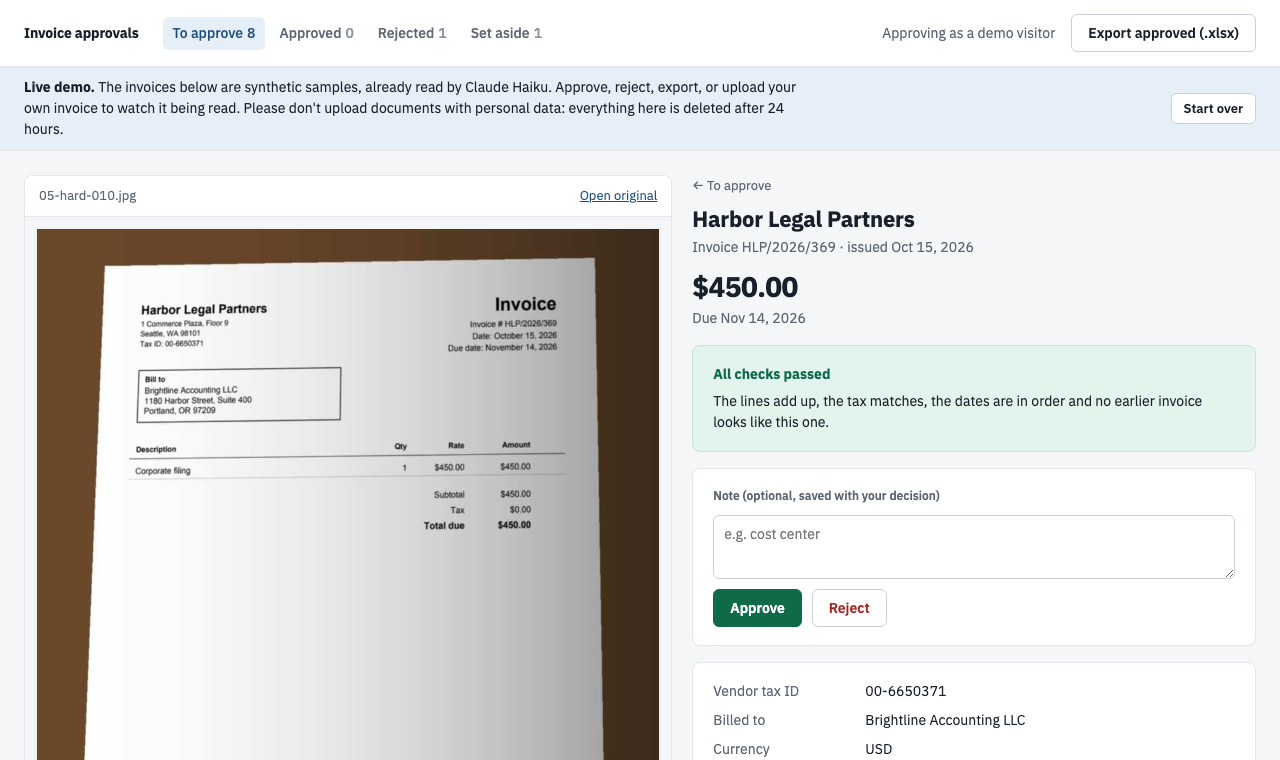 Invoice approvals
To approve 8
Approved 0
Rejected 1
Set aside 1
Approving as a demo visitor
Export approved (.xlsx)
Live demo. The invoices below are synthetic samples, already read by Claude Haiku. Approve, reject, export, or upload your
own invoice to watch it being read. Please don't upload documents with personal data: everything here is deleted after 24
hours.
Start over
05-hard-010.jpg
Open original
Harbor Legal Partners
1 Commerce Plaza, Floor 9
Seattle, WA 98101
Tax ID: 00-6650371
Invoice
Invoice # HLP/2026/369
Date: October 15, 2026
Due date: November 14, 2026
Bill to
Brightline Accounting LLC
1180 Harbor Street, Suite 400
Portland, OR 97209
Description Qty Rate Amount
Corporate filing 1 $450.00 $450.00
Subtotal $450.00
Tax $0.00
Total due $450.00
← To approve
Harbor Legal Partners
Invoice HLP/2026/369 · issued Oct 15, 2026
$450.00
Due Nov 14, 2026
All checks passed
The lines add up, the tax matches, the dates are in order and no earlier invoice
looks like this one.
Note (optional, saved with your decision)
e.g. cost center
Approve
Reject
Vendor tax ID 00-6650371
Billed to Brightline Accounting LLC
Currency USD